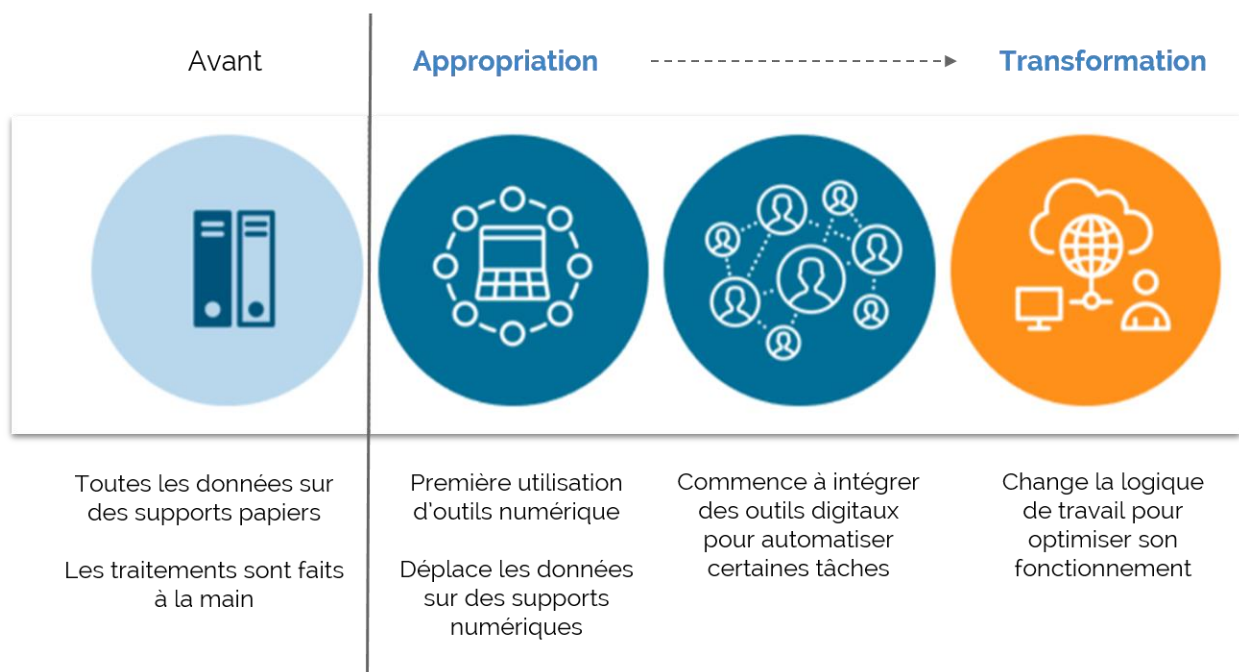 Avant
Appropriation
Transformation
Toutes les données sur
des supports papiers
Les traitements sont faits
à la main
Première utilisation
d'outils numérique
Déplace les données
sur des supports
numériques
Commence à intégrer
des outils digitaux
pour automatiser
certaines tâches
Change la logique
de travail pour
optimiser son
fonctionnement